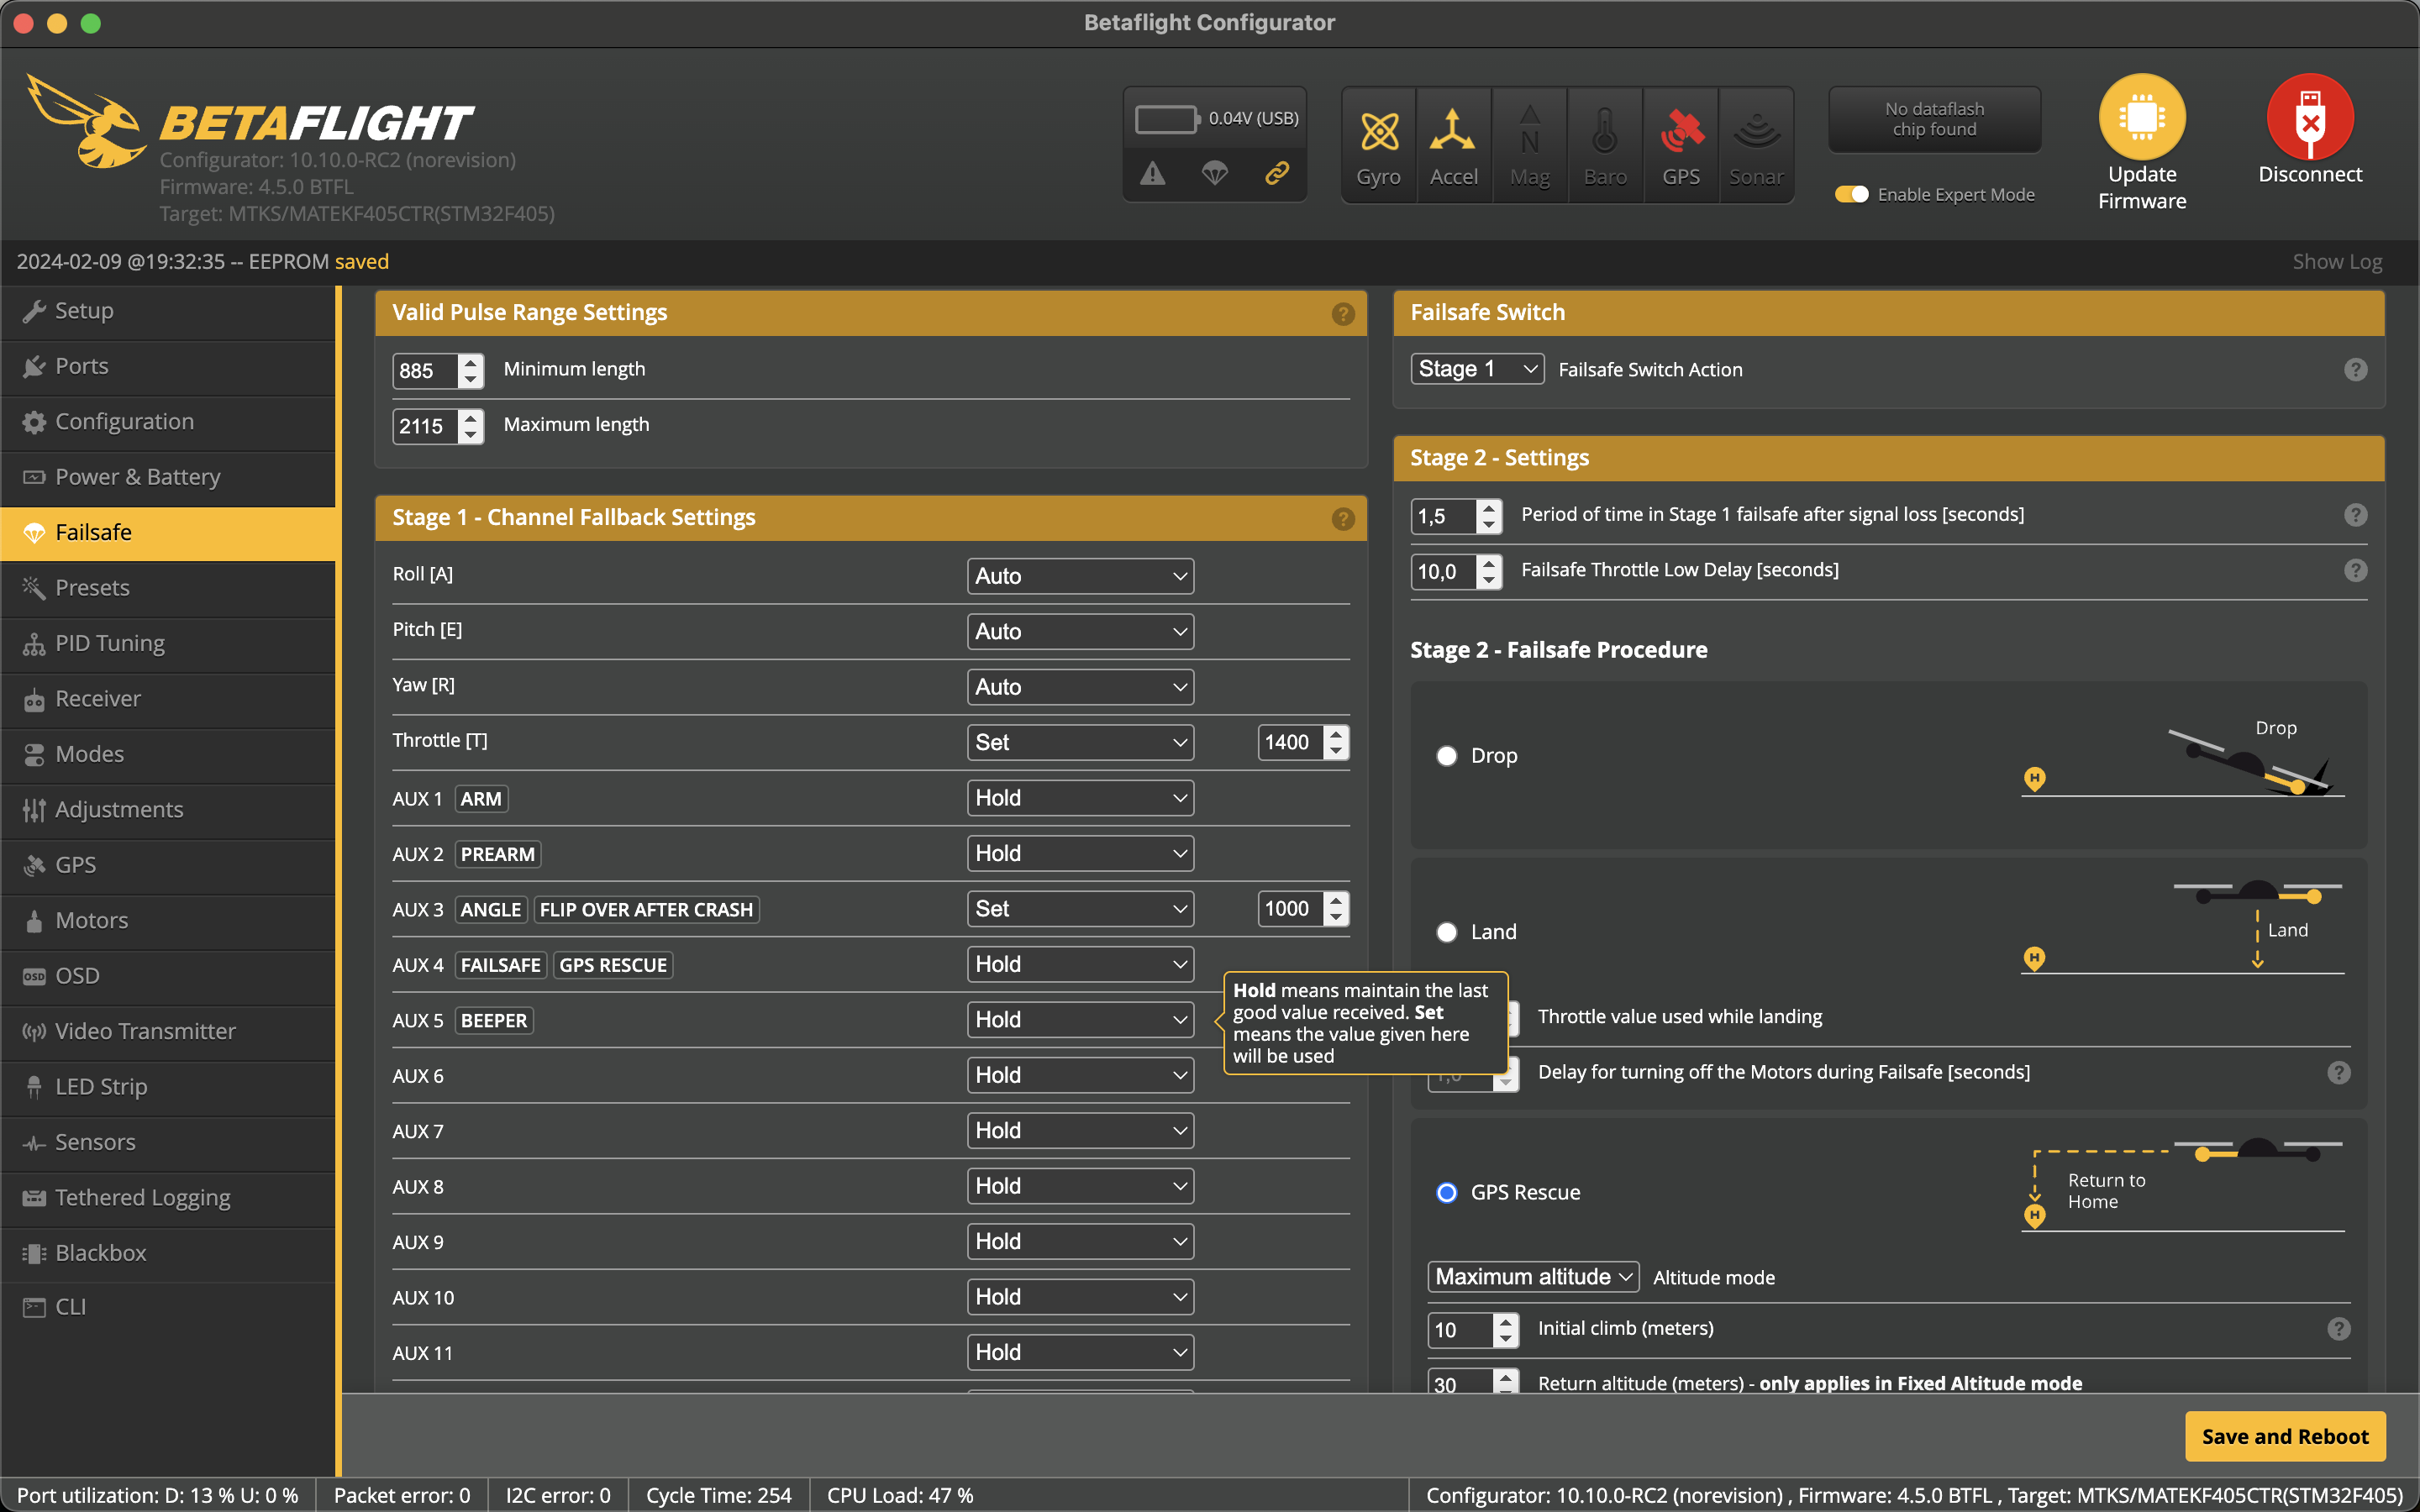 Betaflight Configurator
BETAFLIGHT
Configurator: 10.10.0-RC2 (norevision)
Firmware: 4.5.0 BTFL
Target: MTKS/MATEKF405CTR(STM32F405)
0.04V (USB)
Gyro
Accel
Mag
Baro
GPS
Sonar
N
No dataflash
chip found
Enable Expert Mode
Update
Firmware
Disconnect
2024-02-09 @19:32:35 -- EEPROM saved
Show Log
Setup
Ports
Configuration
Power & Battery
Failsafe
Presets
PID Tuning
Receiver
Modes
Adjustments
GPS
Motors
OSD OSD
Video Transmitter
LED Strip
Sensors
Tethered Logging
Blackbox
CLI
Valid Pulse Range Settings ?
885 Minimum length
2115 Maximum length
Stage 1 - Channel Fallback Settings ?
Roll [A] Auto
Pitch [E] Auto
Yaw [R] Auto
Throttle [T] Set 1400
AUX 1 ARM Hold
AUX 2 PREARM Hold
AUX 3 ANGLE FLIP OVER AFTER CRASH Set 1000
AUX 4 FAILSAFE GPS RESCUE Hold
AUX 5 BEEPER Hold
AUX 6 Hold
AUX 7 Hold
AUX 8 Hold
AUX 9 Hold
AUX 10 Hold
AUX 11 Hold
Hold means maintain the last
good value received. Set
means the value given here
will be used
Failsafe Switch
Stage 1 Failsafe Switch Action ?
Stage 2 - Settings
1,5 Period of time in Stage 1 failsafe after signal loss [seconds] ?
10,0 Failsafe Throttle Low Delay [seconds] ?
Stage 2 - Failsafe Procedure
Drop
Drop
H
Land
Land
H
Throttle value used while landing
Delay for turning off the Motors during Failsafe [seconds] ?
GPS Rescue
Return to
Home
H
Maximum altitude Altitude mode
10 Initial climb (meters) ?
30 Return altitude (meters) - only applies in Fixed Altitude mode
Save and Reboot
Port utilization: D: 13 % U: 0 %
Packet error: 0
I2C error: 0
Cycle Time: 254
CPU Load: 47 %
Configurator: 10.10.0-RC2 (norevision) , Firmware: 4.5.0 BTFL , Target: MTKS/MATEKF405CTR(STM32F405)